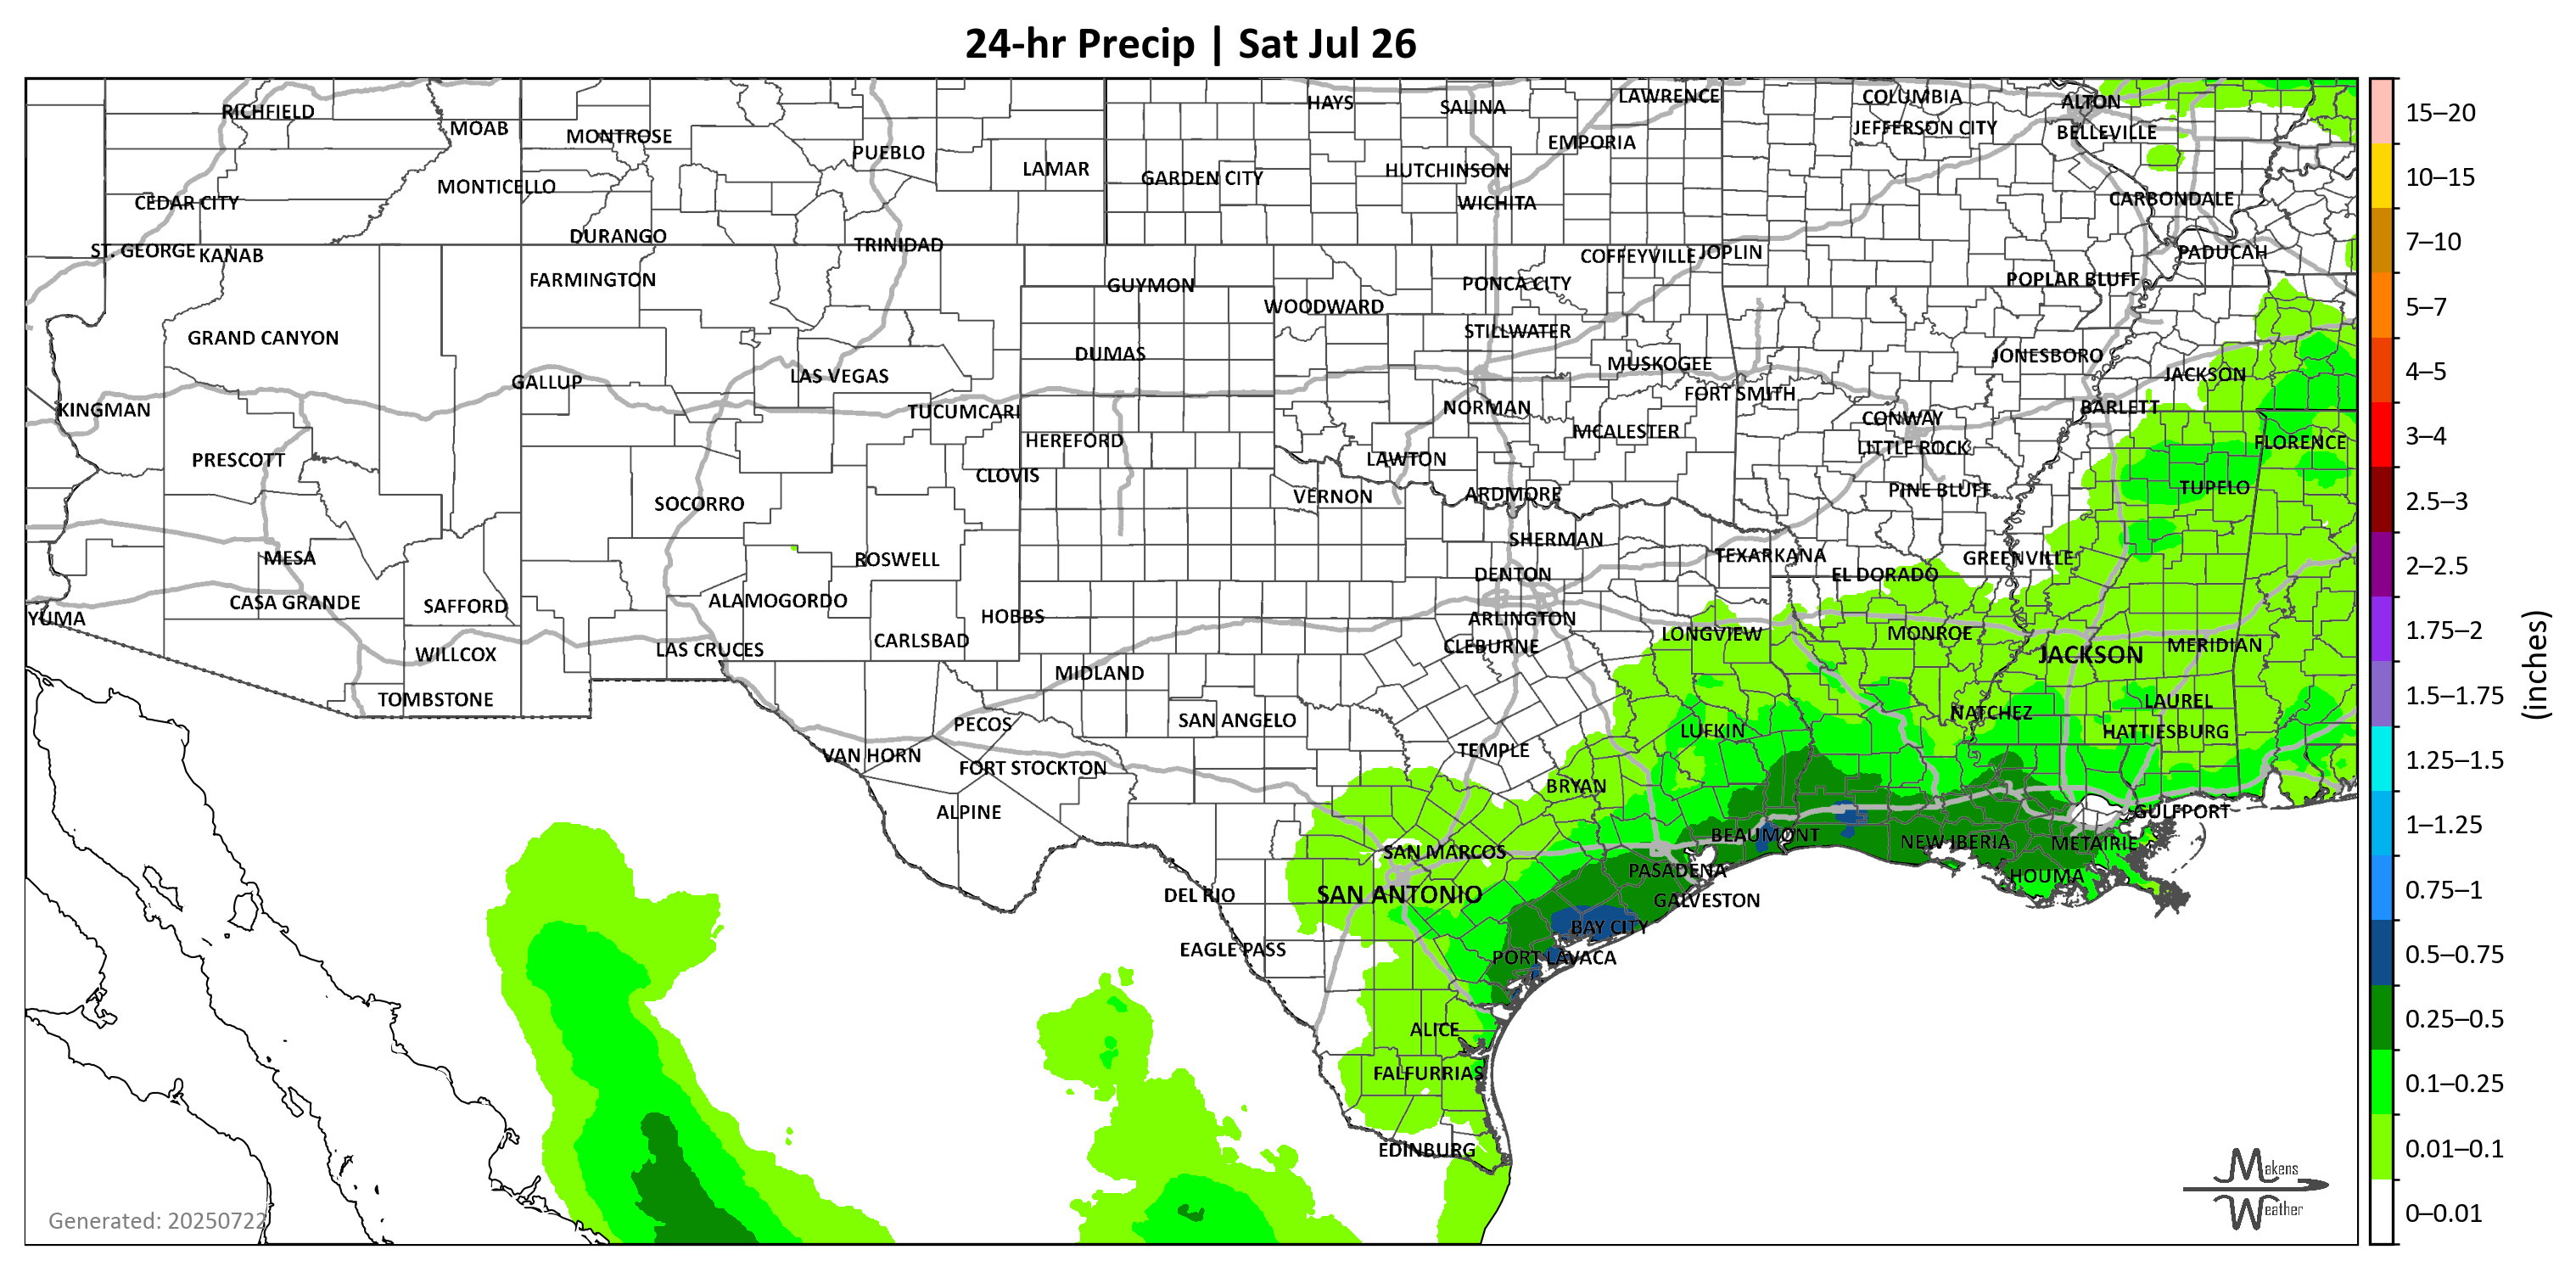 24-hr Precip | Sat Jul 26
RICHFIELD
MOAB
MONTROSE
PUEBLO
LAMAR
HAYS
SALINA
LAWRENCE
COLUMBIA
ALTON
JEFFERSON CITY
BELLEVILLE
EMPORIA
MONTICELLO
GARDEN CITY
HUTCHINSON
WICHITA
CEDAR CITY
CARBONDALE
DURANGO
TRINIDAD
ST. GEORGE
KANAB
COFFEYVILLE
JOPLIN
PADUCAH
FARMINGTON
GUYMON
PONCA CITY
POPLAR BLUFF
WOODWARD
GRAND CANYON
STILLWATER
DUMAS
JONESBORO
GALLUP
LAS VEGAS
MUSKOGEE
JACKSON
KINGMAN
TUCUMCARI
NORMAN
FORT SMITH
BARLETT
CONWAY
HEREFORD
MCALESTER
LITTLE ROCK
FLORENCE
PRESCOTT
LAWTON
CLOVIS
SOCORRO
VERNON
ARDMORE
PINE BLUFF
TUPELO
MESA
ROSWELL
SHERMAN
TEXARKANA
GREENVILLE
DENTON
EL DORADO
CASA GRANDE
SAFFORD
ALAMOGORDO
YUMA
HOBBS
ARLINGTON
LONGVIEW
MONROE
WILLCOX
LAS CRUCES
CARLSBAD
CLEBURNE
JACKSON
MERIDIAN
MIDLAND
TOMBSTONE
PECOS
SAN ANGELO
NATCHEZ
LAUREL
LUFKIN
HATTIESBURG
VAN HORN
FORT STOCKTON
TEMPLE
ALPINE
BRYAN
GULFPORT
BEAUMONT
NEW IBERIA
METAIRIE
SAN MARCOS
PASADENA
HOUMA
DEL RIO
SAN ANTONIO
GALVESTON
BAY CITY
EAGLE PASS
PORT LAVACA
ALICE
FALFURRIAS
EDINBURG
Generated: 20250722
Makens
Weather
15–20
10–15
7–10
5–7
4–5
3–4
2.5–3
2–2.5
1.75–2
1.5–1.75
1.25–1.5
1–1.25
0.75–1
0.5–0.75
0.25–0.5
0.1–0.25
0.01–0.1
0–0.01
(inches)